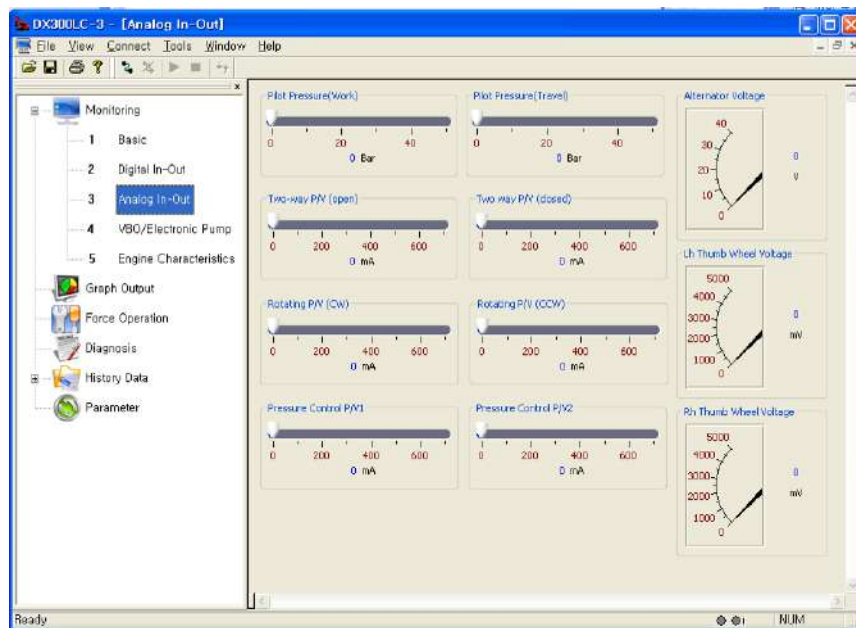 DX300LC-3 - [Analog In-Out]
File View Connect Tools Window Help
Monitoring
1 Basic
2 Digital In-Out
3 Analog In-Out
4 VBO/Electronic Pump
5 Engine Characteristics
Graph Output
Force Operation
Diagnosis
History Data
Parameter
Pilot Pressure(Work)
0 20 40
0 Bar
Pilot Pressure(Travel)
0 20 40
0 Bar
Two-way P/V (open)
0 200 400 600
0 mA
Two way P/V (closed)
0 200 400 600
0 mA
Rotating P/V (CW)
0 200 400 600
0 mA
Rotating P/V (CCW)
0 200 400 600
0 mA
Pressure Control P/V1
0 200 400 600
0 mA
Pressure Control P/V2
0 200 400 600
0 mA
Alternator Voltage
40
30
20
10
0
0
V
Lh Thumb Wheel Voltage
5000
4000
3000
2000
1000
0
0
mV
Rh Thumb Wheel Voltage
5000
4000
3000
2000
1000
0
0
mV
Ready
NUM